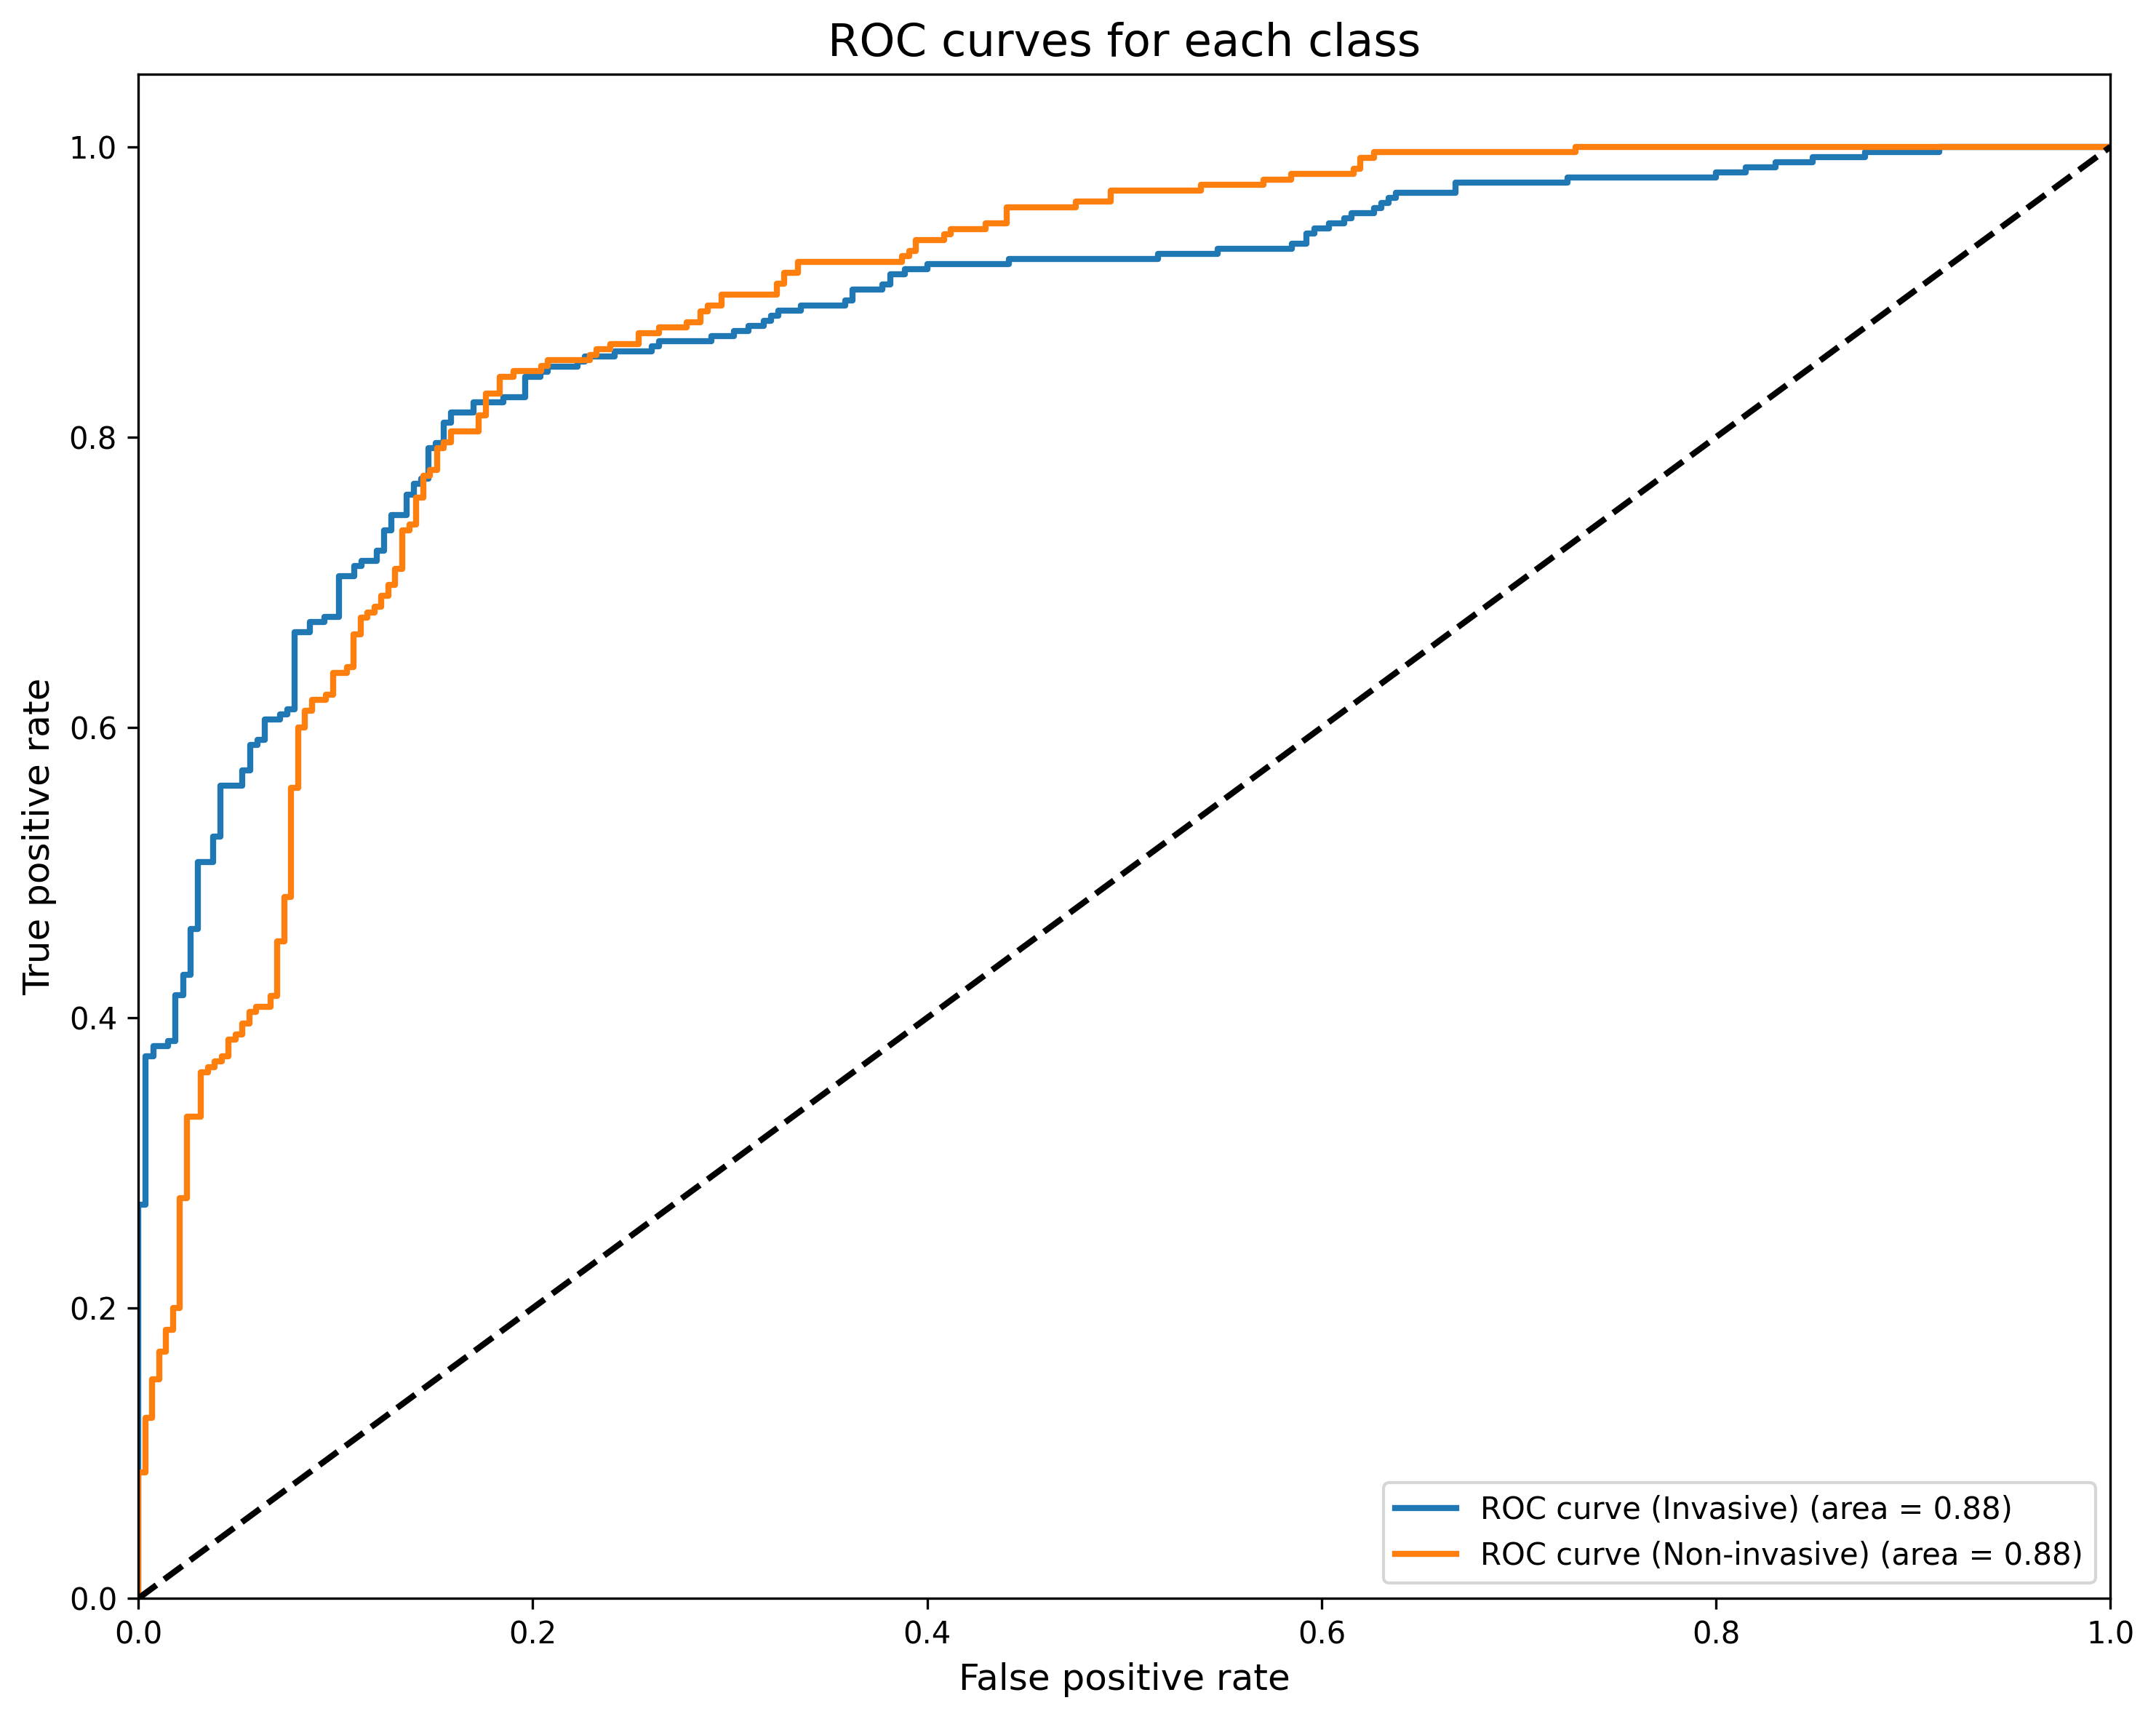 ROC curves for each class
True positive rate
1.0
0.8
0.6
0.4
0.2
0.0
ROC curve (Invasive) (area = 0.88)
ROC curve (Non-invasive) (area = 0.88)
0.0 0.2 0.4 0.6 0.8 1.0
False positive rate